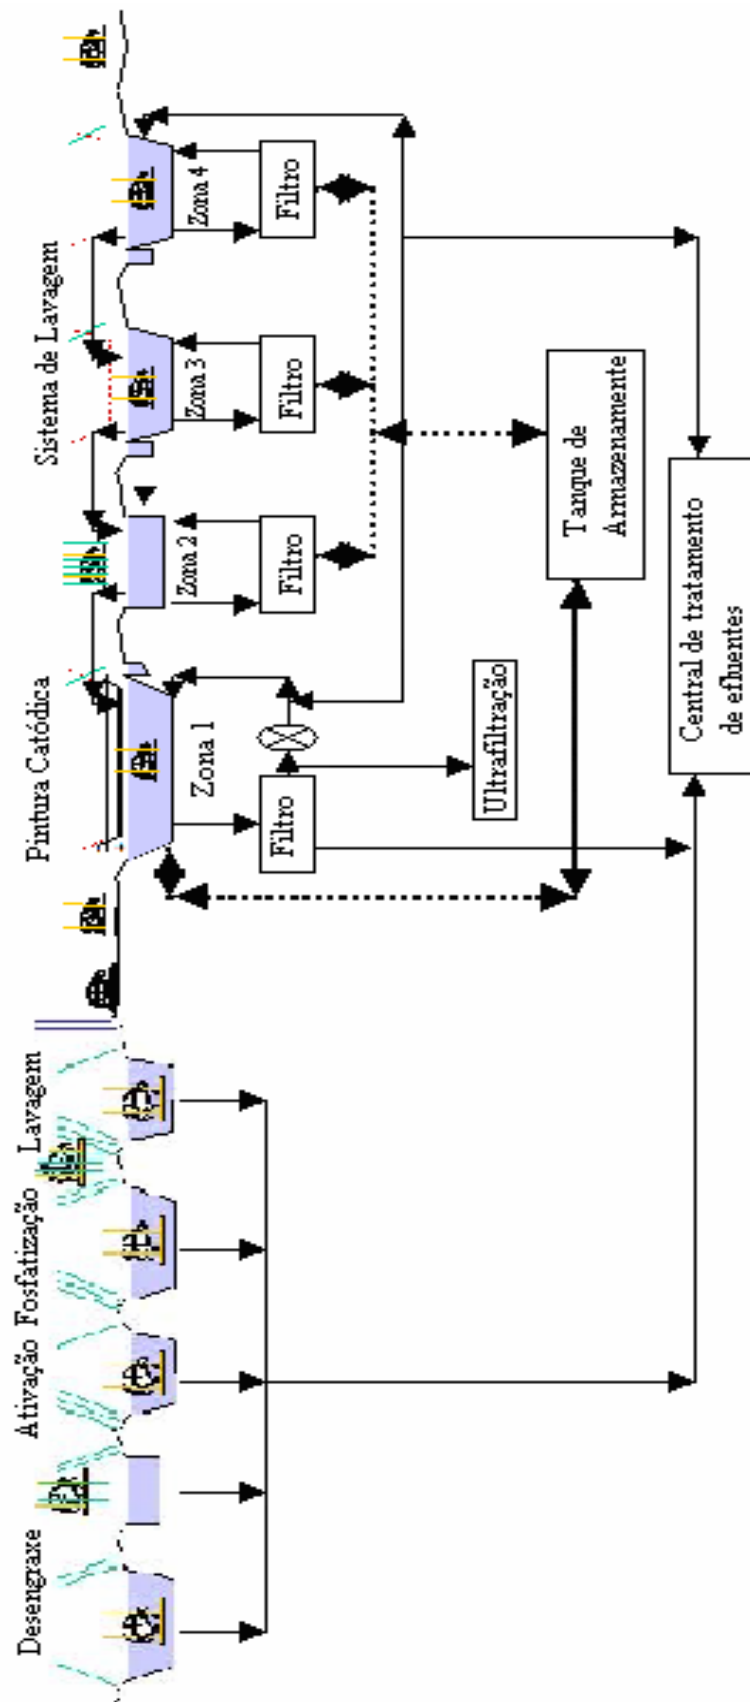 Desengraxe
Ativação
Fosfatização
Lavagem
Pintura Catódica
Sistema de Lavagem
Zona 1
Zona 2
Zona 3
Zona 4
Filtro
Filtro
Filtro
Filtro
Ultrafiltração
Tanque de
Armazenamente
Central de tratamento
de efluentes